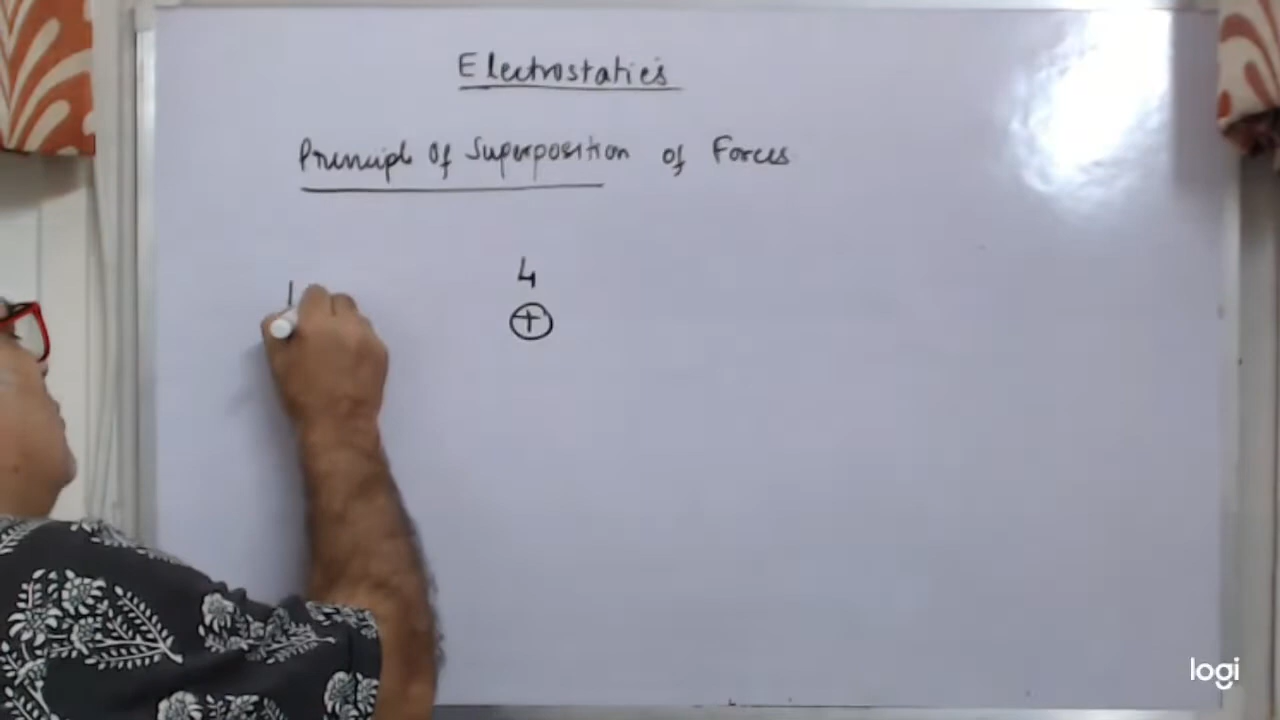 Electrostatics
Principle Of Superposition of Forces
4
+
logi